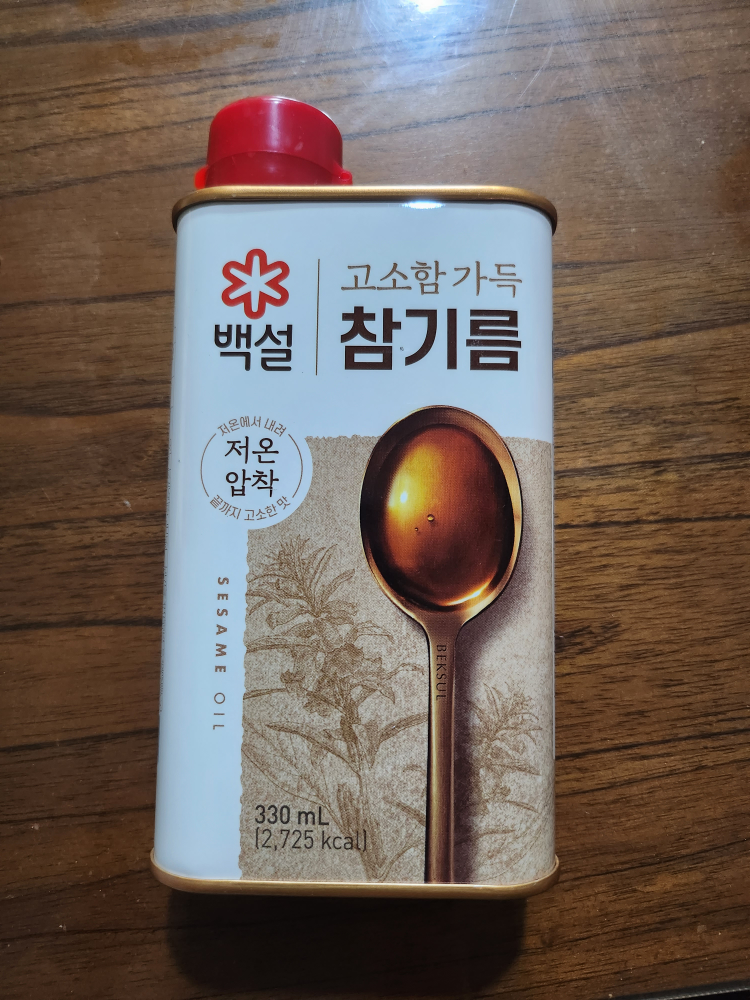 백설
고소함 가득
참기름
저온에서 내려
저온
압착
끝까지 고소한 맛
SESAME OIL
BEKSUL
330 mL
(2,725 kcal)